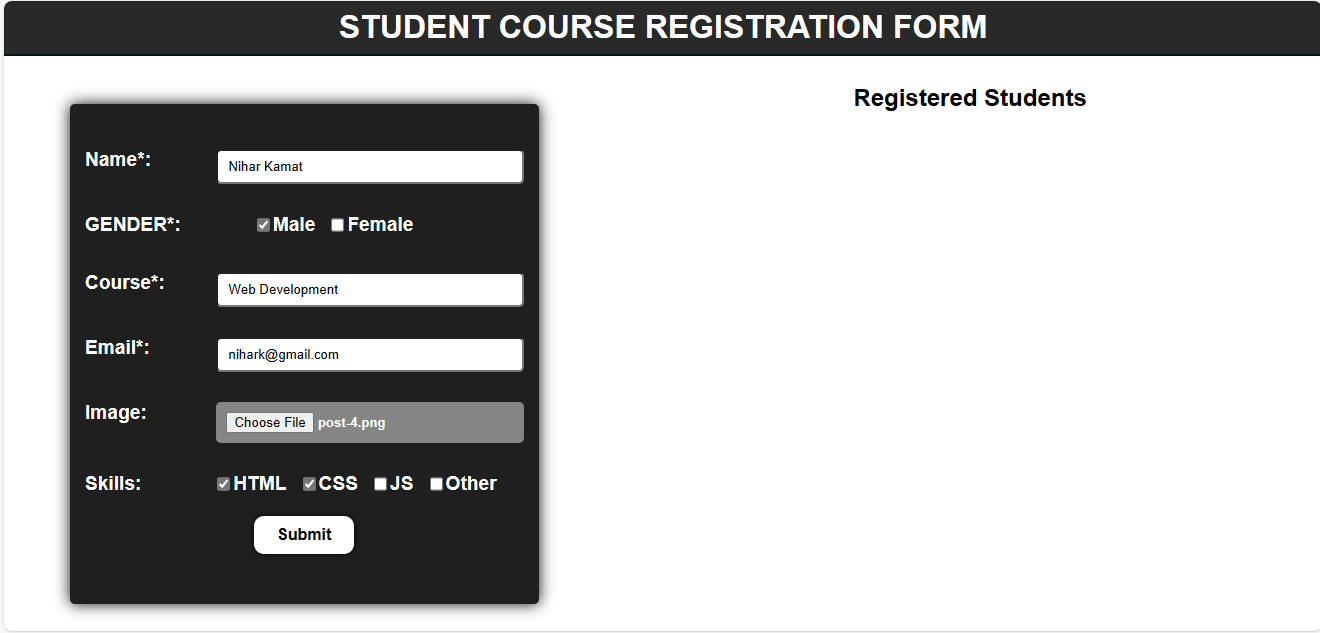 STUDENT COURSE REGISTRATION FORM
Registered Students
Name*: Nihar Kamat
GENDER*: Male Female
Course*: Web Development
Email*: nihark@gmail.com
Image: Choose File post-4.png
Skills: HTML CSS JS Other
Submit